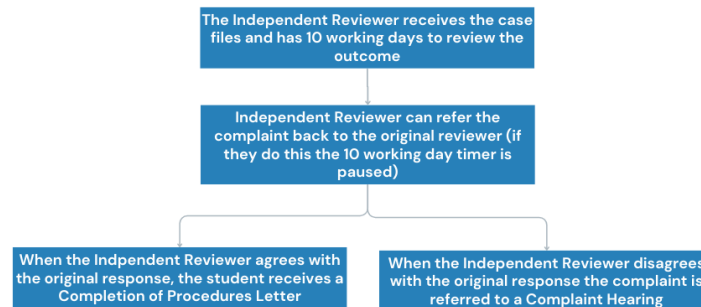 The Independent Reviewer receives the case
files and has 10 working days to review the
outcome
Independent Reviewer can refer the
complaint back to the original reviewer (if
they do this the 10 working day timer is
paused)
When the Indpendent Reviewer agrees with
the original response, the student receives a
Completion of Procedures Letter
When the Independent Reviewer disagrees
with the original response the complaint is
referred to a Complaint Hearing